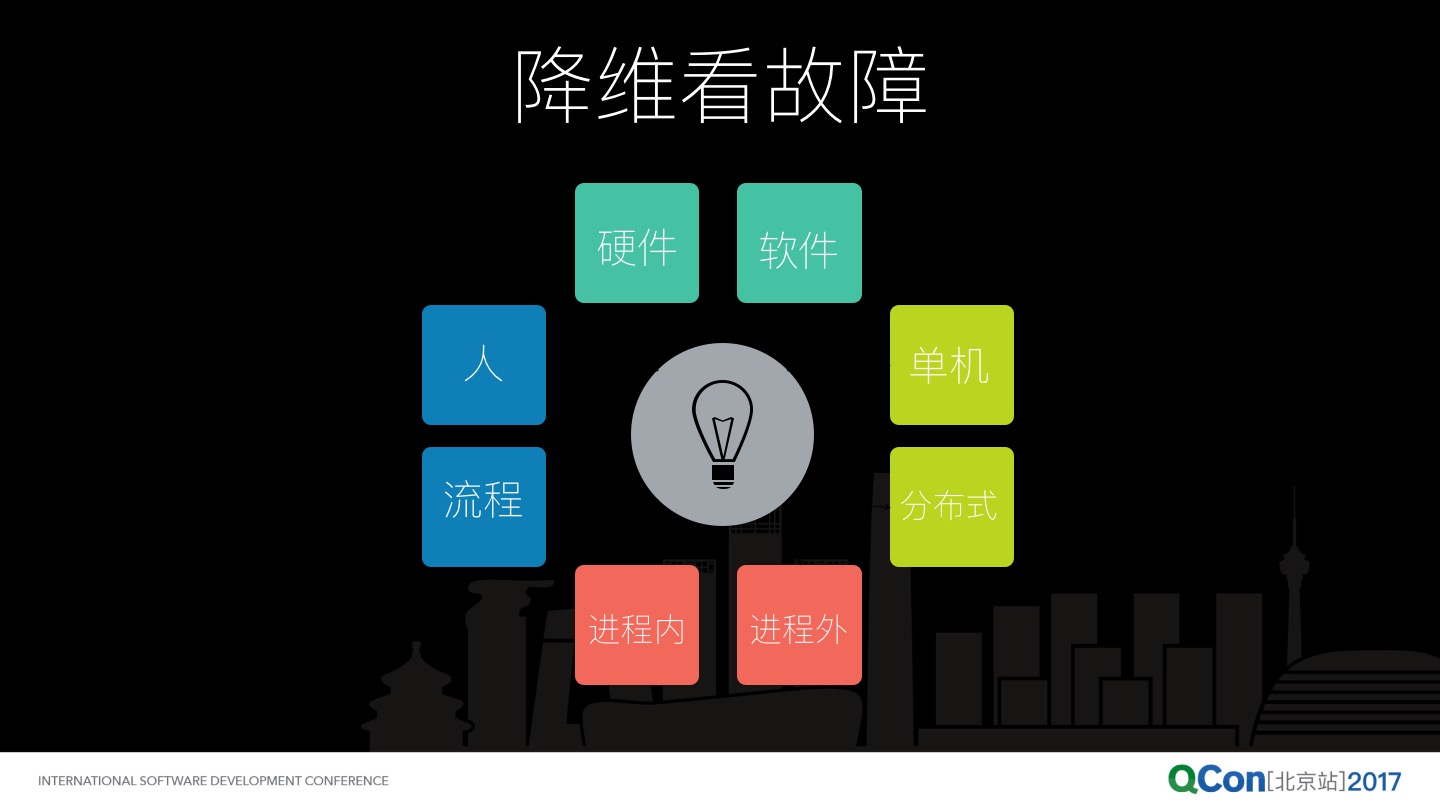 降维看故障
硬件
软件
人
单机
流程
分布式
进程内
进程外
INTERNATIONAL SOFTWARE DEVELOPMENT CONFERENCE
QCon[北京站]2017